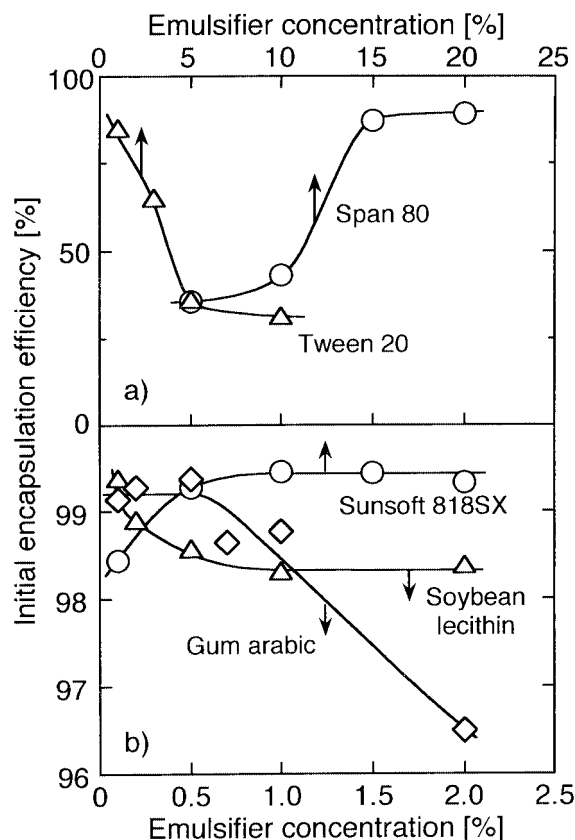 Emulsifier concentration [%]
0 5 10 15 20 25
100
50
0
Initial encapsulation efficiency [%]
Span 80
Tween 20
a)
99
98
97
96
Sunsoft 818SX
Soybean
lecithin
Gum arabic
b)
0 0.5 1.0 1.5 2.0 2.5
Emulsifier concentration [%]